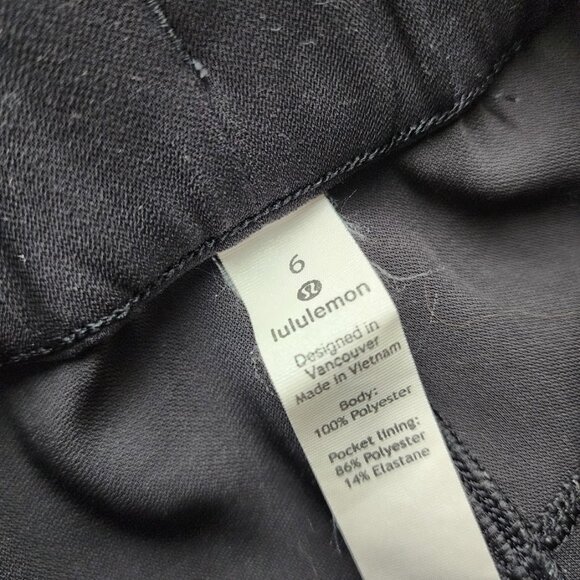 6
lululemon
Designed in
Vancouver
Made in Vietnam
Body:
100% Polyester
Pocket lining:
86% Polyester
14% Elastane